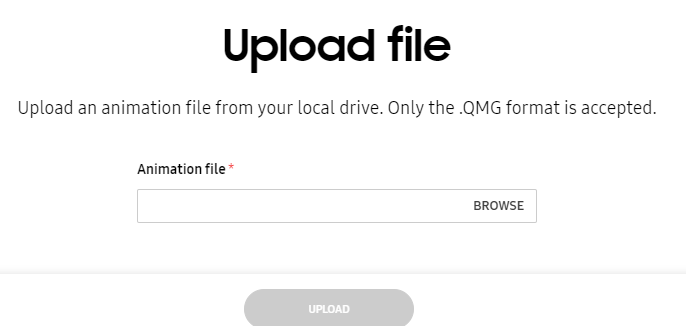 Upload file
Upload an animation file from your local drive. Only the .QMG format is accepted.
Animation file *
BROWSE
UPLOAD